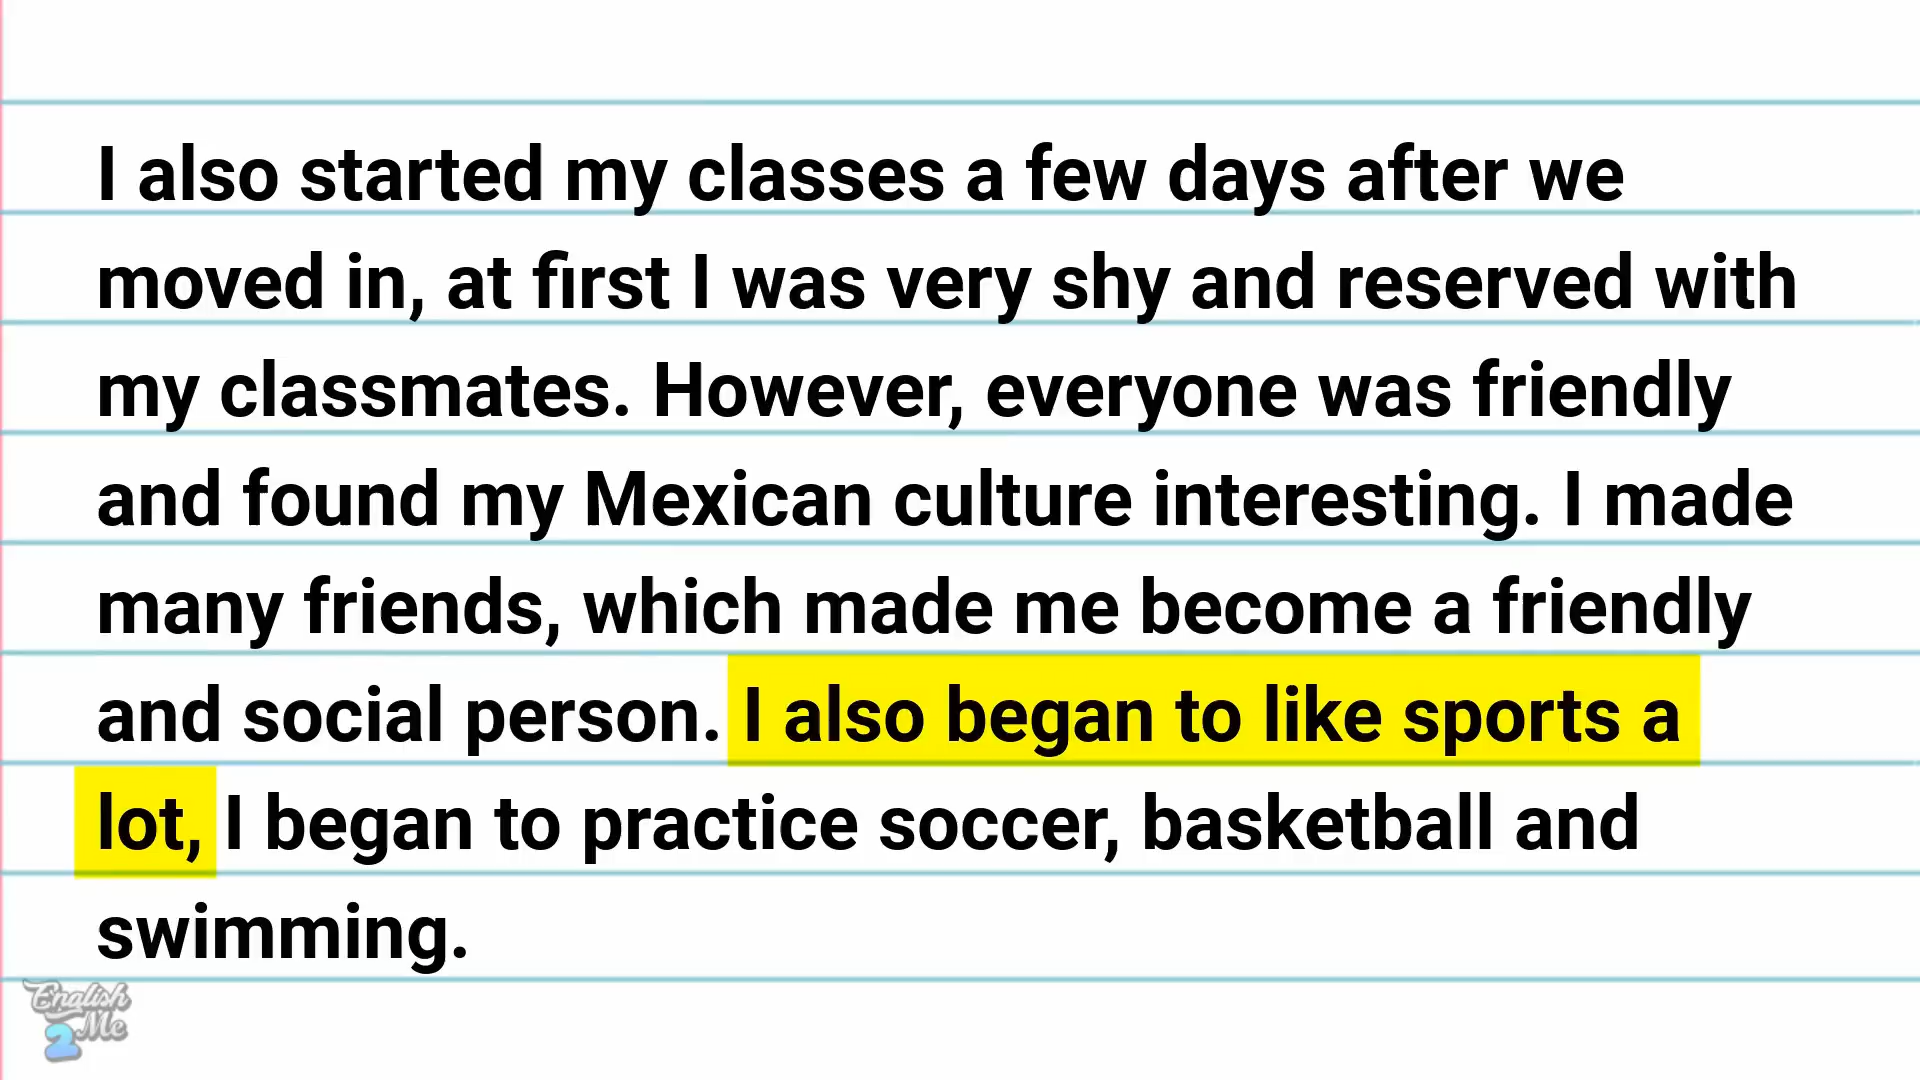 I also started my classes a few days after we
moved in, at first I was very shy and reserved with
my classmates. However, everyone was friendly
and found my Mexican culture interesting. I made
many friends, which made me become a friendly
and social person. I also began to like sports a
lot, I began to practice soccer, basketball and
swimming.
English
2 Me